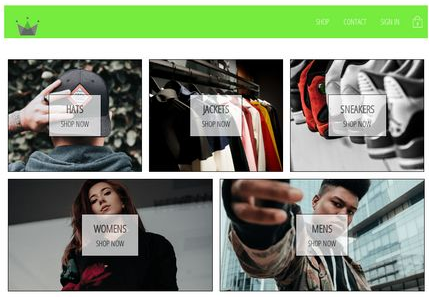 SHOP CONTACT SIGN IN 0
HATS
SHOP NOW
JACKETS
SHOP NOW
SNEAKERS
SHOP NOW
WOMENS
SHOP NOW
MENS
SHOP NOW